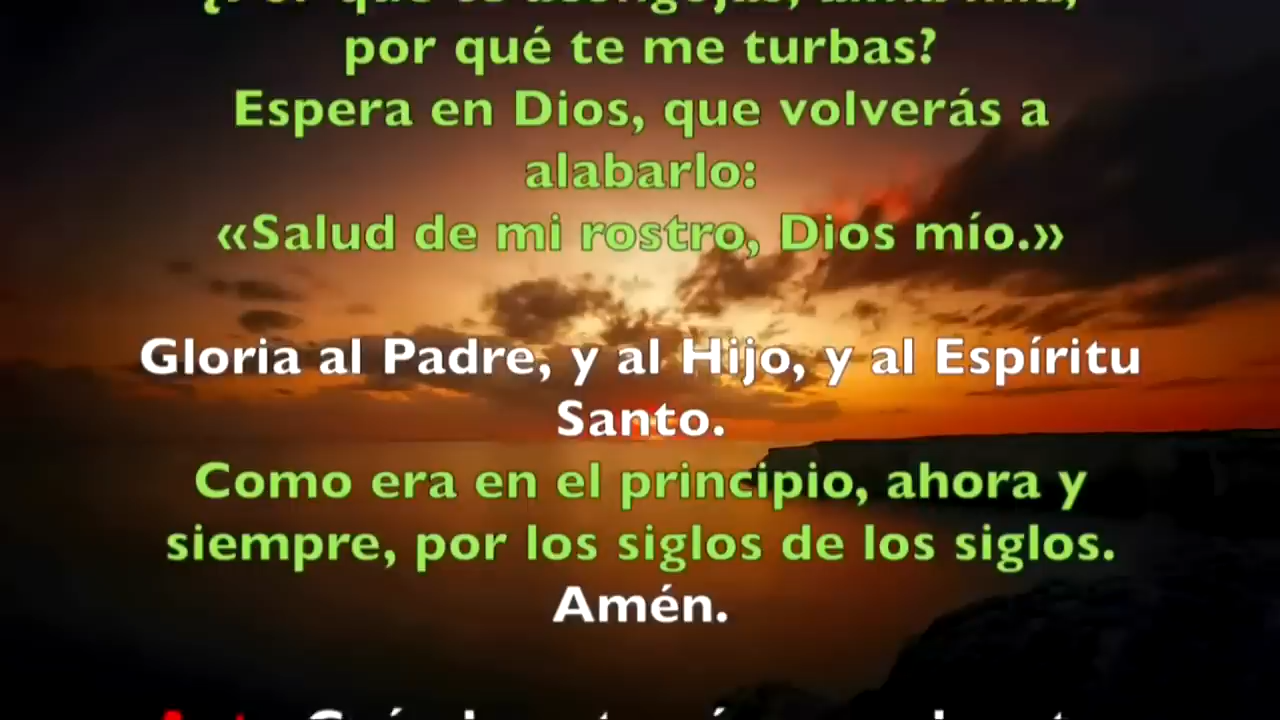 por qué te me turbas?
Espera en Dios, que volverás a
alabarlo:
«Salud de mi rostro, Dios mío.»
Gloria al Padre, y al Hijo, y al Espíritu
Santo.
Como era en el principio, ahora y
siempre, por los siglos de los siglos.
Amén.